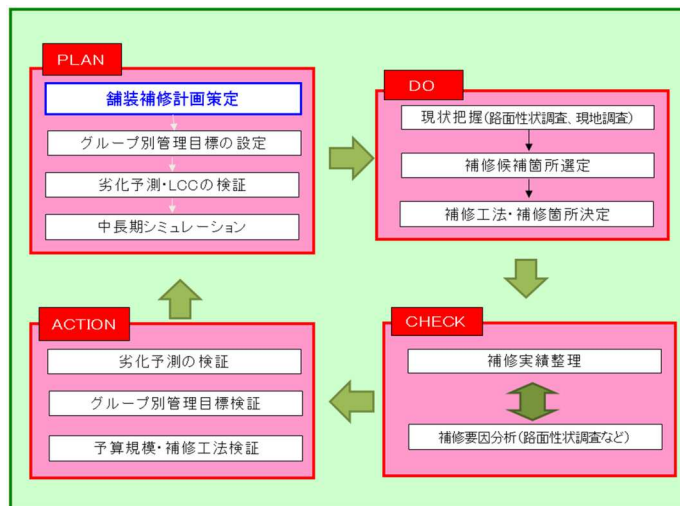 PLAN
舗装補修計画策定
グループ別管理目標の設定
劣化予測・LCCの検証
中長期シミュレーション
DO
現状把握(路面性状調査、現地調査)
補修候補箇所選定
補修工法・補修箇所決定
ACTION
劣化予測の検証
グループ別管理目標検証
予算規模・補修工法検証
CHECK
補修実績整理
補修要因分析(路面性状調査など)